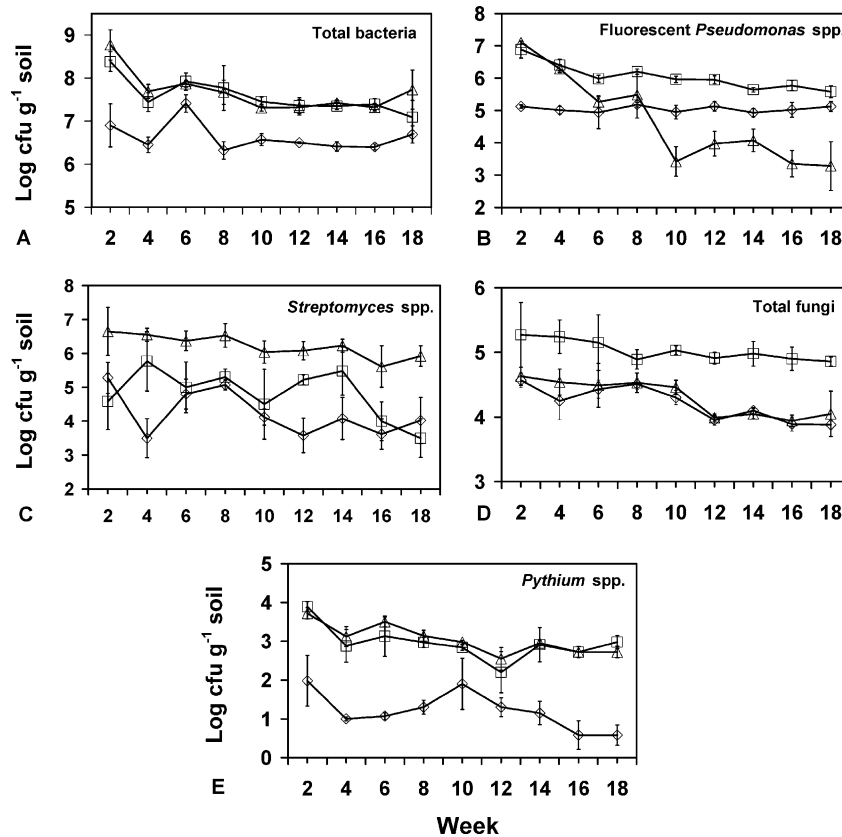 Total bacteria
9
8
7
6
5
Log cfu g-1 soil
2 4 6 8 10 12 14 16 18
A
Fluorescent Pseudomonas spp.
8
7
6
5
4
3
2
2 4 6 8 10 12 14 16 18
B
Streptomyces spp.
8
7
6
5
4
3
2
Log cfu g-1 soil
2 4 6 8 10 12 14 16 18
C
Total fungi
6
5
4
3
2 4 6 8 10 12 14 16 18
D
Pythium spp.
5
4
3
2
1
0
Log cfu g-1 soil
2 4 6 8 10 12 14 16 18
E
Week